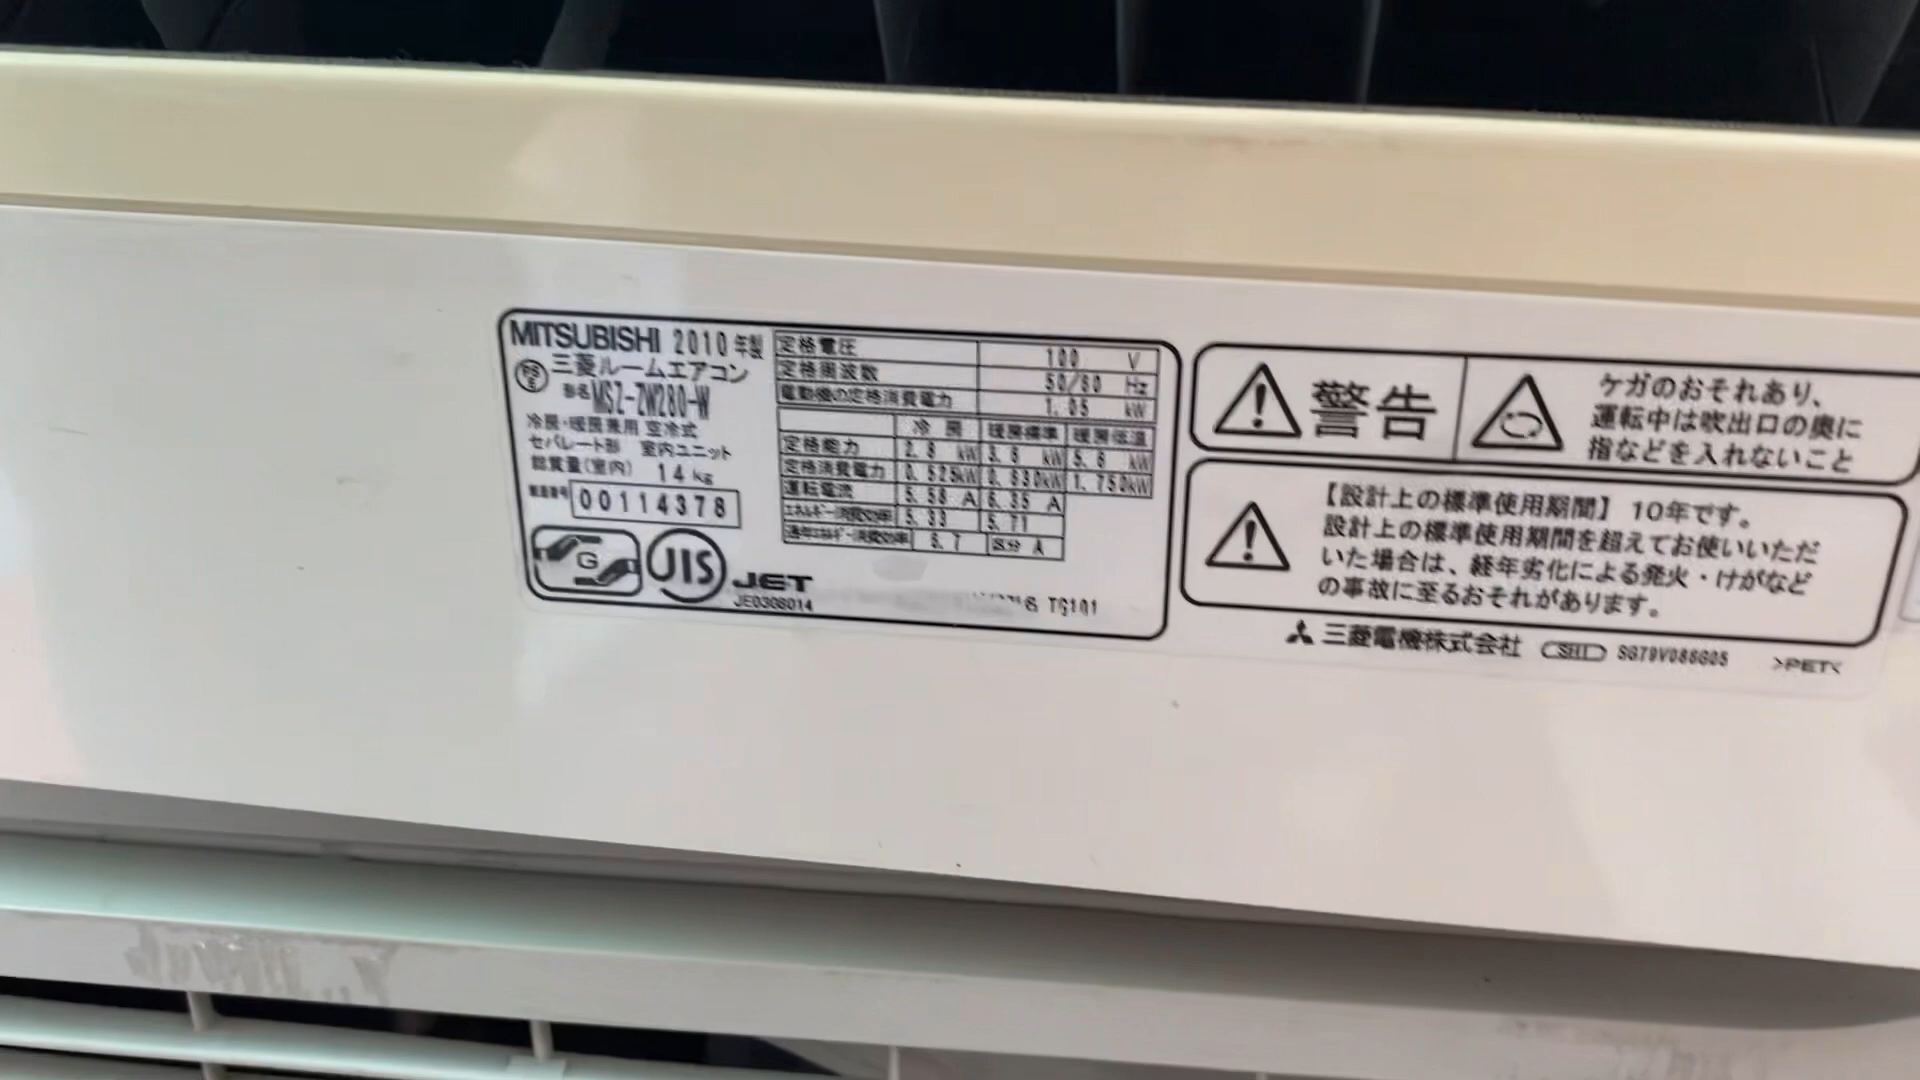 MITSUBISHI 2010年製
三菱ルームエアコン
形名 MSZ-ZW280-W
冷房・暖房兼用 空冷式
セパレート形 室内ユニット
総質量(室内) 14kg
製造番号 00114378
G JIS JET
JE0308014
TG101
定格電圧 100 V
定格周波数 50/60 Hz
電動機の定格消費電力 1.05 kW
冷房 暖房標準 暖房低温
定格能力 2.8 kW 3.6 kW 5.6 kW
定格消費電力 0.525kW 0.630kW 1.750kW
運転電流 5.58 A 6.35 A
エネルギー消費効率 5.33 5.71
通年エネルギー消費効率 6.7 区分 A
警告
ケガのおそれあり、
運転中は吹出口の奥に
指などを入れないこと
【設計上の標準使用期間】 10年です。
設計上の標準使用期間を超えてお使いいただ
いた場合は、経年劣化による発火・けがなど
の事故に至るおそれがあります。
三菱電機株式会社 SHI SG79V086G05 >PET<